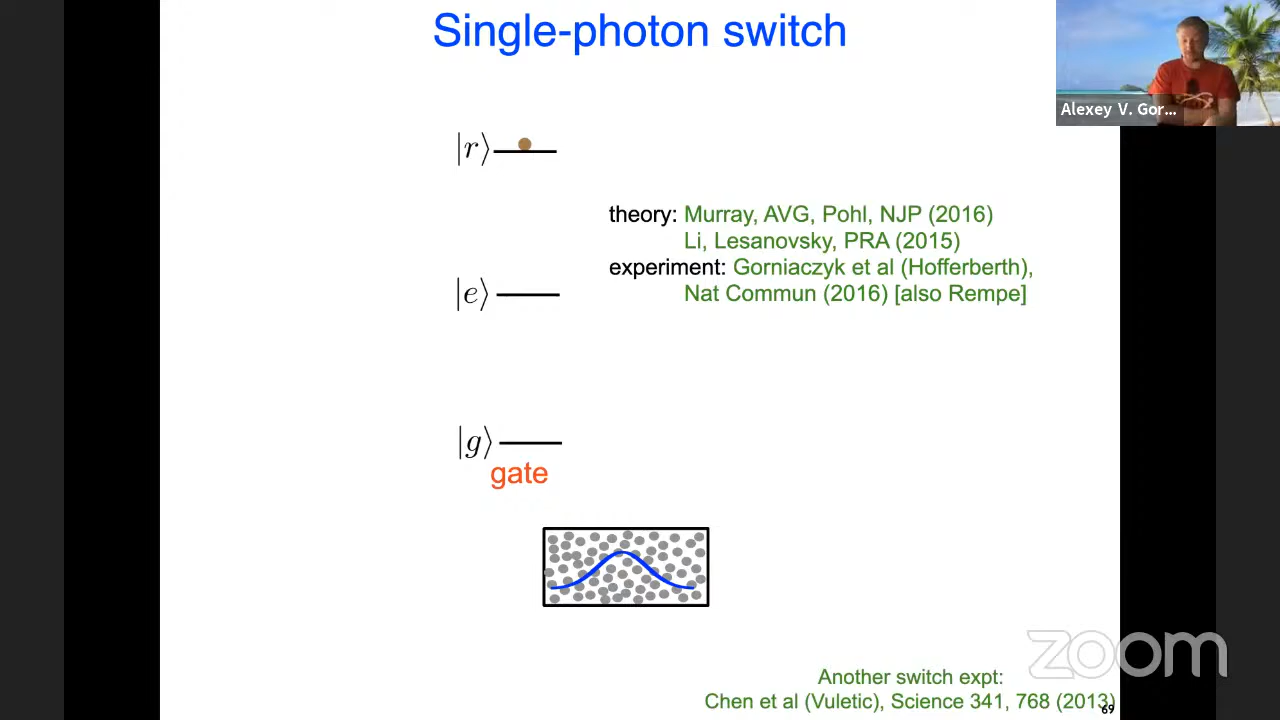 Single-photon switch
Alexey V. Gor...
|r⟩
theory: Murray, AVG, Pohl, NJP (2016)
Li, Lesanovsky, PRA (2015)
experiment: Gorniaczyk et al (Hofferberth),
|e⟩
Nat Commun (2016) [also Rempe]
|g⟩
gate
zoom
Another switch expt:
Chen et al (Vuletic), Science 341, 768 (2013)
69